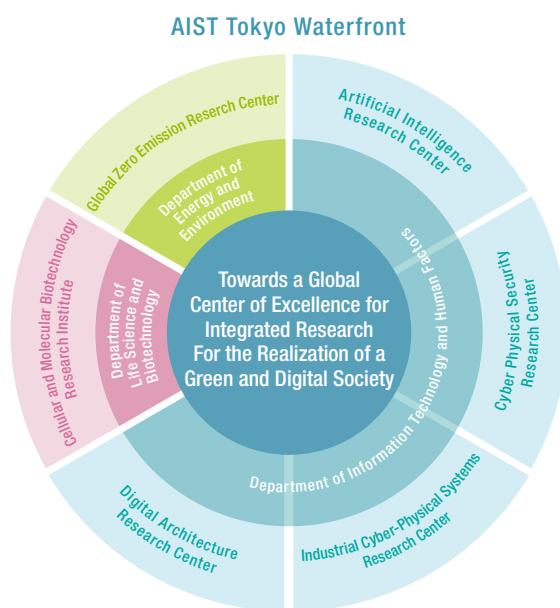 AIST Tokyo Waterfront
Global Zero Emission Reserch Center
Department of
Energy and
Environment
Artificial Intelligence
Research Center
Cellular and Molecular Biotechnology
Research Institute
Department of
Life Science and
Biotechnology
Towards a Global
Center of Excellence for
Integrated Research
For the Realization of a
Green and Digital Society
Department of Information Technology and Human Factors
Cyber Physical Security
Research Center
Digital Architecture
Research Center
Industrial Cyber-Physical Systems
Research Center